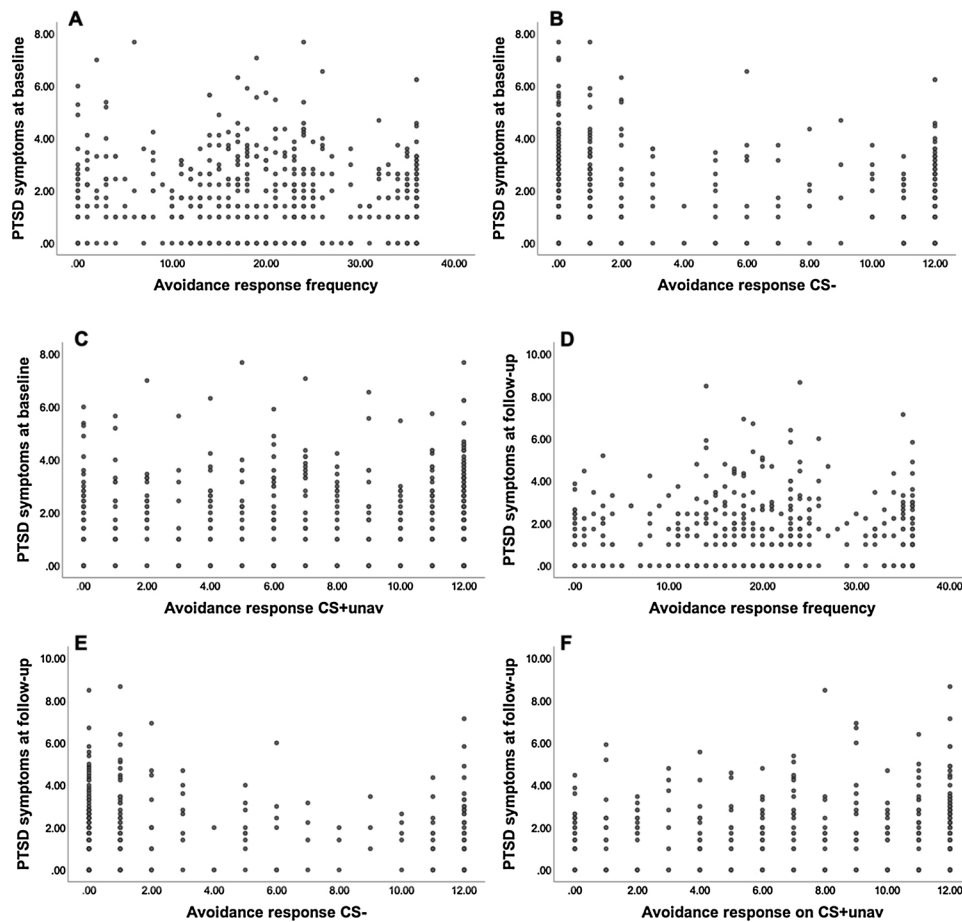 A
PTSD symptoms at baseline
8.00
6.00
4.00
2.00
.00
.00 10.00 20.00 30.00 40.00
Avoidance response frequency
B
PTSD symptoms at baseline
8.00
6.00
4.00
2.00
.00
.00 2.00 4.00 6.00 8.00 10.00 12.00
Avoidance response CS-
C
PTSD symptoms at baseline
8.00
6.00
4.00
2.00
.00
.00 2.00 4.00 6.00 8.00 10.00 12.00
Avoidance response CS+unav
D
PTSD symptoms at follow-up
10.00
8.00
6.00
4.00
2.00
.00
.00 10.00 20.00 30.00 40.00
Avoidance response frequency
E
PTSD symptoms at follow-up
10.00
8.00
6.00
4.00
2.00
.00
.00 2.00 4.00 6.00 8.00 10.00 12.00
Avoidance response CS-
F
PTSD symptoms at follow-up
10.00
8.00
6.00
4.00
2.00
.00
.00 2.00 4.00 6.00 8.00 10.00 12.00
Avoidance response on CS+unav